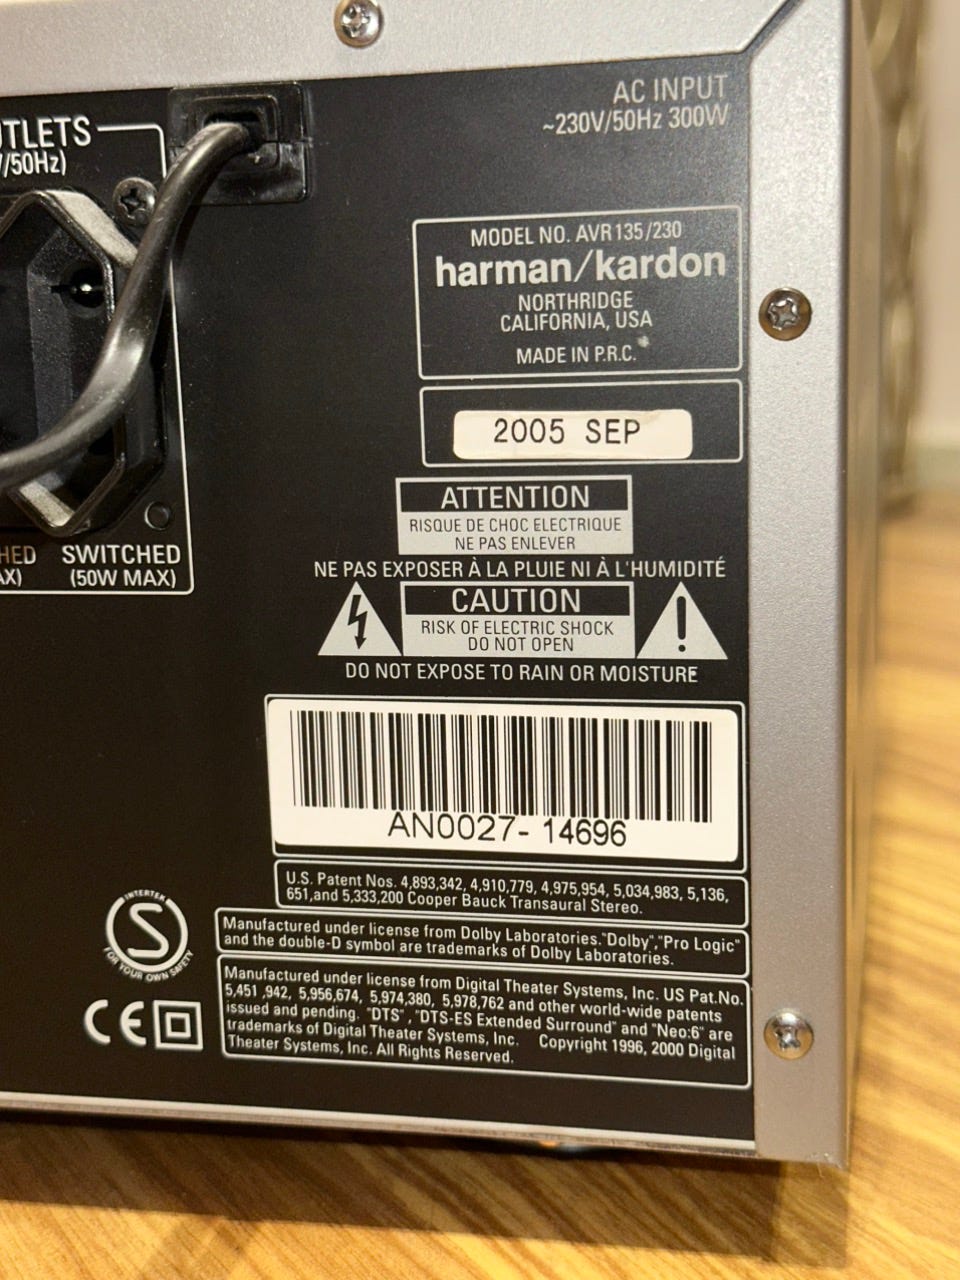 AC INPUT
~230V/50Hz 300W
MODEL NO. AVR 135/230
harman/kardon
NORTHRIDGE
CALIFORNIA, USA
MADE IN P.R.C.
2005 SEP
ATTENTION
RISQUE DE CHOC ELECTRIQUE
NE PAS ENLEVER
NE PAS EXPOSER À LA PLUIE NI À L'HUMIDITÉ
CAUTION
RISK OF ELECTRIC SHOCK
DO NOT OPEN
DO NOT EXPOSE TO RAIN OR MOISTURE
UTLETS
/50Hz)
HED
AX)
SWITCHED
(50W MAX)
AN0027- 14696
U.S. Patent Nos. 4,893,342, 4,910,779, 4,975,954, 5,034,983, 5,136,
651,and 5,333,200 Cooper Bauck Transaural Stereo.
Manufactured under license from Dolby Laboratories."Dolby","Pro Logic"
and the double-D symbol are trademarks of Dolby Laboratories.
Manufactured under license from Digital Theater Systems, Inc. US Pat.No.
5,451 ,942, 5,956,674, 5,974,380, 5,978,762 and other world-wide patents
issued and pending. "DTS", "DTS-ES Extended Surround" and "Neo:6" are
trademarks of Digital Theater Systems, Inc. Copyright 1996, 2000 Digital
Theater Systems, Inc. All Rights Reserved.
INTERTEK
S
FOR YOUR OWN SAFETY
CE